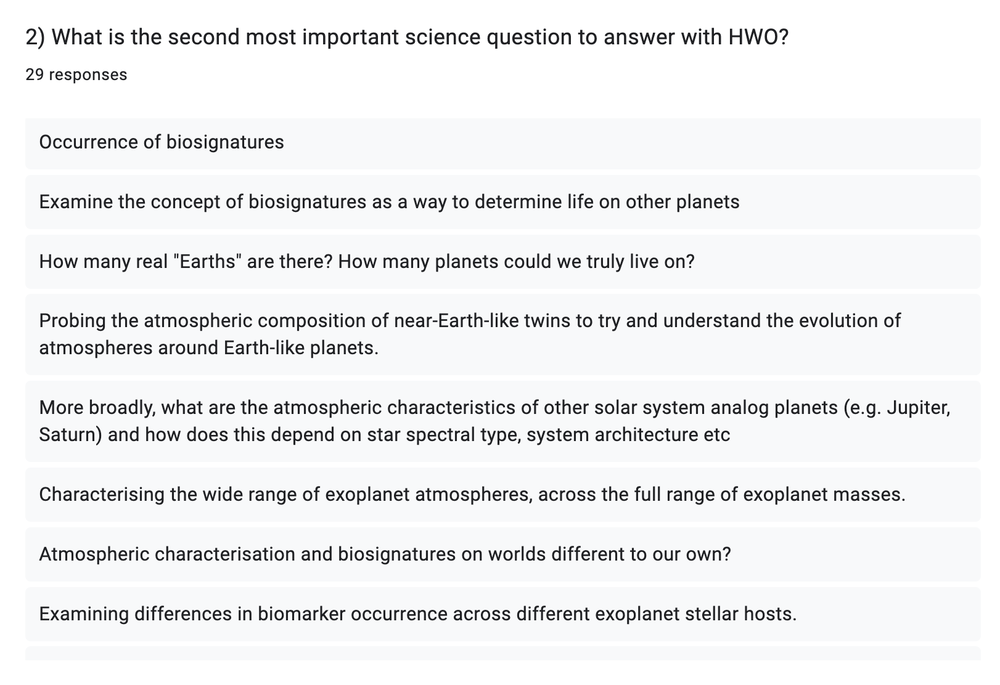 2) What is the second most important science question to answer with HWO?
29 responses
Occurrence of biosignatures
Examine the concept of biosignatures as a way to determine life on other planets
How many real "Earths" are there? How many planets could we truly live on?
Probing the atmospheric composition of near-Earth-like twins to try and understand the evolution of
atmospheres around Earth-like planets.
More broadly, what are the atmospheric characteristics of other solar system analog planets (e.g. Jupiter,
Saturn) and how does this depend on star spectral type, system architecture etc
Characterising the wide range of exoplanet atmospheres, across the full range of exoplanet masses.
Atmospheric characterisation and biosignatures on worlds different to our own?
Examining differences in biomarker occurrence across different exoplanet stellar hosts.